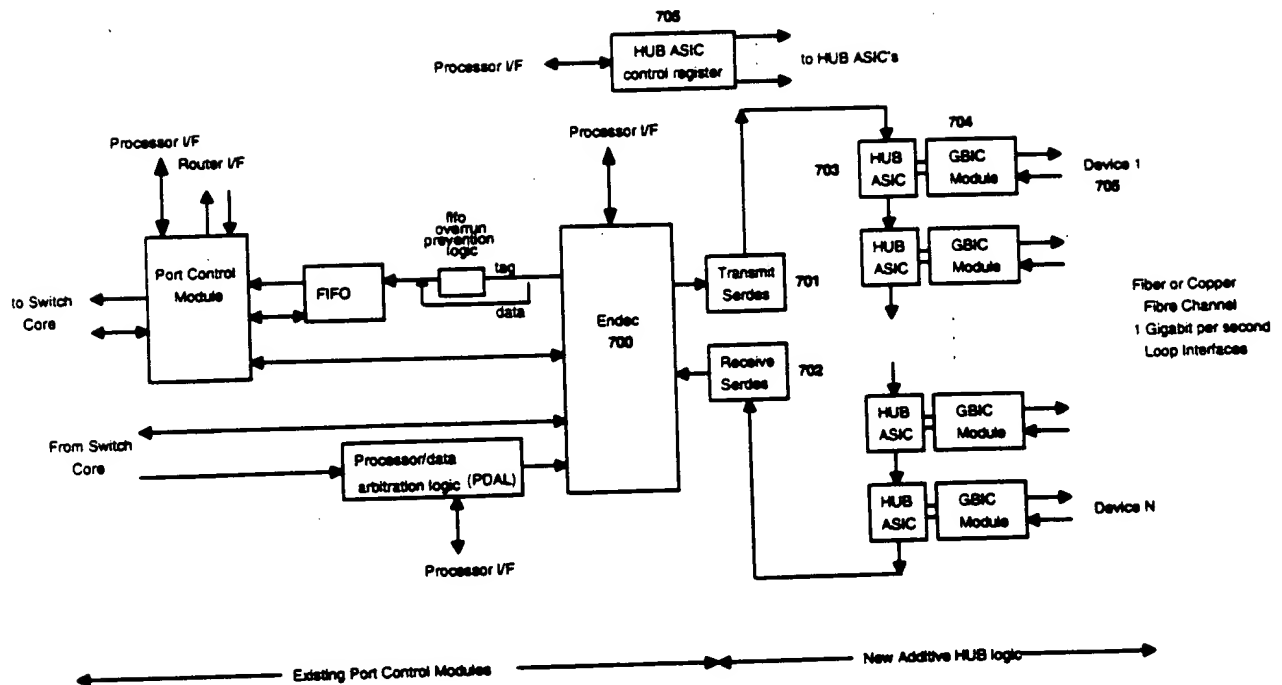 705
HUB ASIC
control register
Processor I/F
to HUB ASIC's
Processor I/F
Router I/F
Processor I/F
704
703
HUB
ASIC
GBIC
Module
Device 1
705
fifo
overrun
prevention
logic
tag
data
HUB
ASIC
GBIC
Module
Port Control
Module
FIFO
to Switch
Core
Endec
700
Transmit
Serdes
701
Fiber or Copper
Fibre Channel
1 Gigabit per second
Loop Interfaces
Receive
Serdes
702
HUB
ASIC
GBIC
Module
From Switch
Core
Processor/data
arbitration logic (PDAL)
HUB
ASIC
GBIC
Module
Device N
Processor I/F
Existing Port Control Modules
New Additive HUB logic